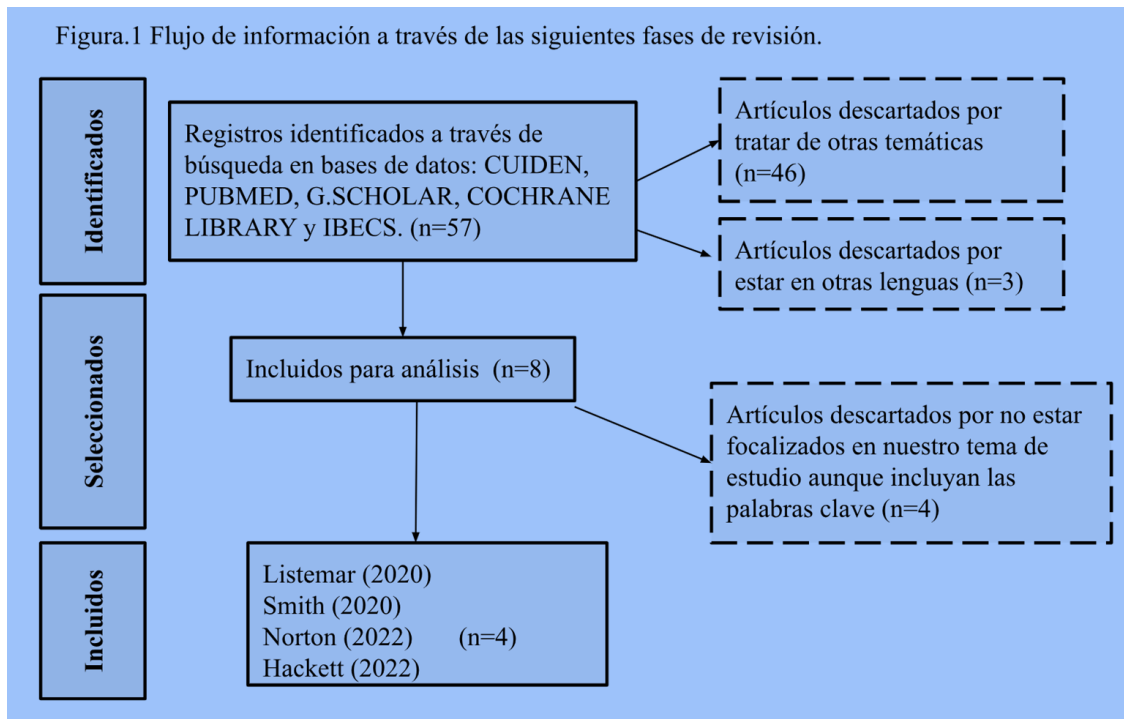 Figura.1 Flujo de información a través de las siguientes fases de revisión.
Identificados
Registros identificados a través de
búsqueda en bases de datos: CUIDEN,
PUBMED, G.SCHOLAR, COCHRANE
LIBRARY y IBECS. (n=57)
Artículos descartados por
tratar de otras temáticas
(n=46)
Artículos descartados por
estar en otras lenguas (n=3)
Seleccionados
Incluidos para análisis (n=8)
Artículos descartados por no estar
focalizados en nuestro tema de
estudio aunque incluyan las
palabras clave (n=4)
Incluidos
Listemar (2020)
Smith (2020)
Norton (2022) (n=4)
Hackett (2022)